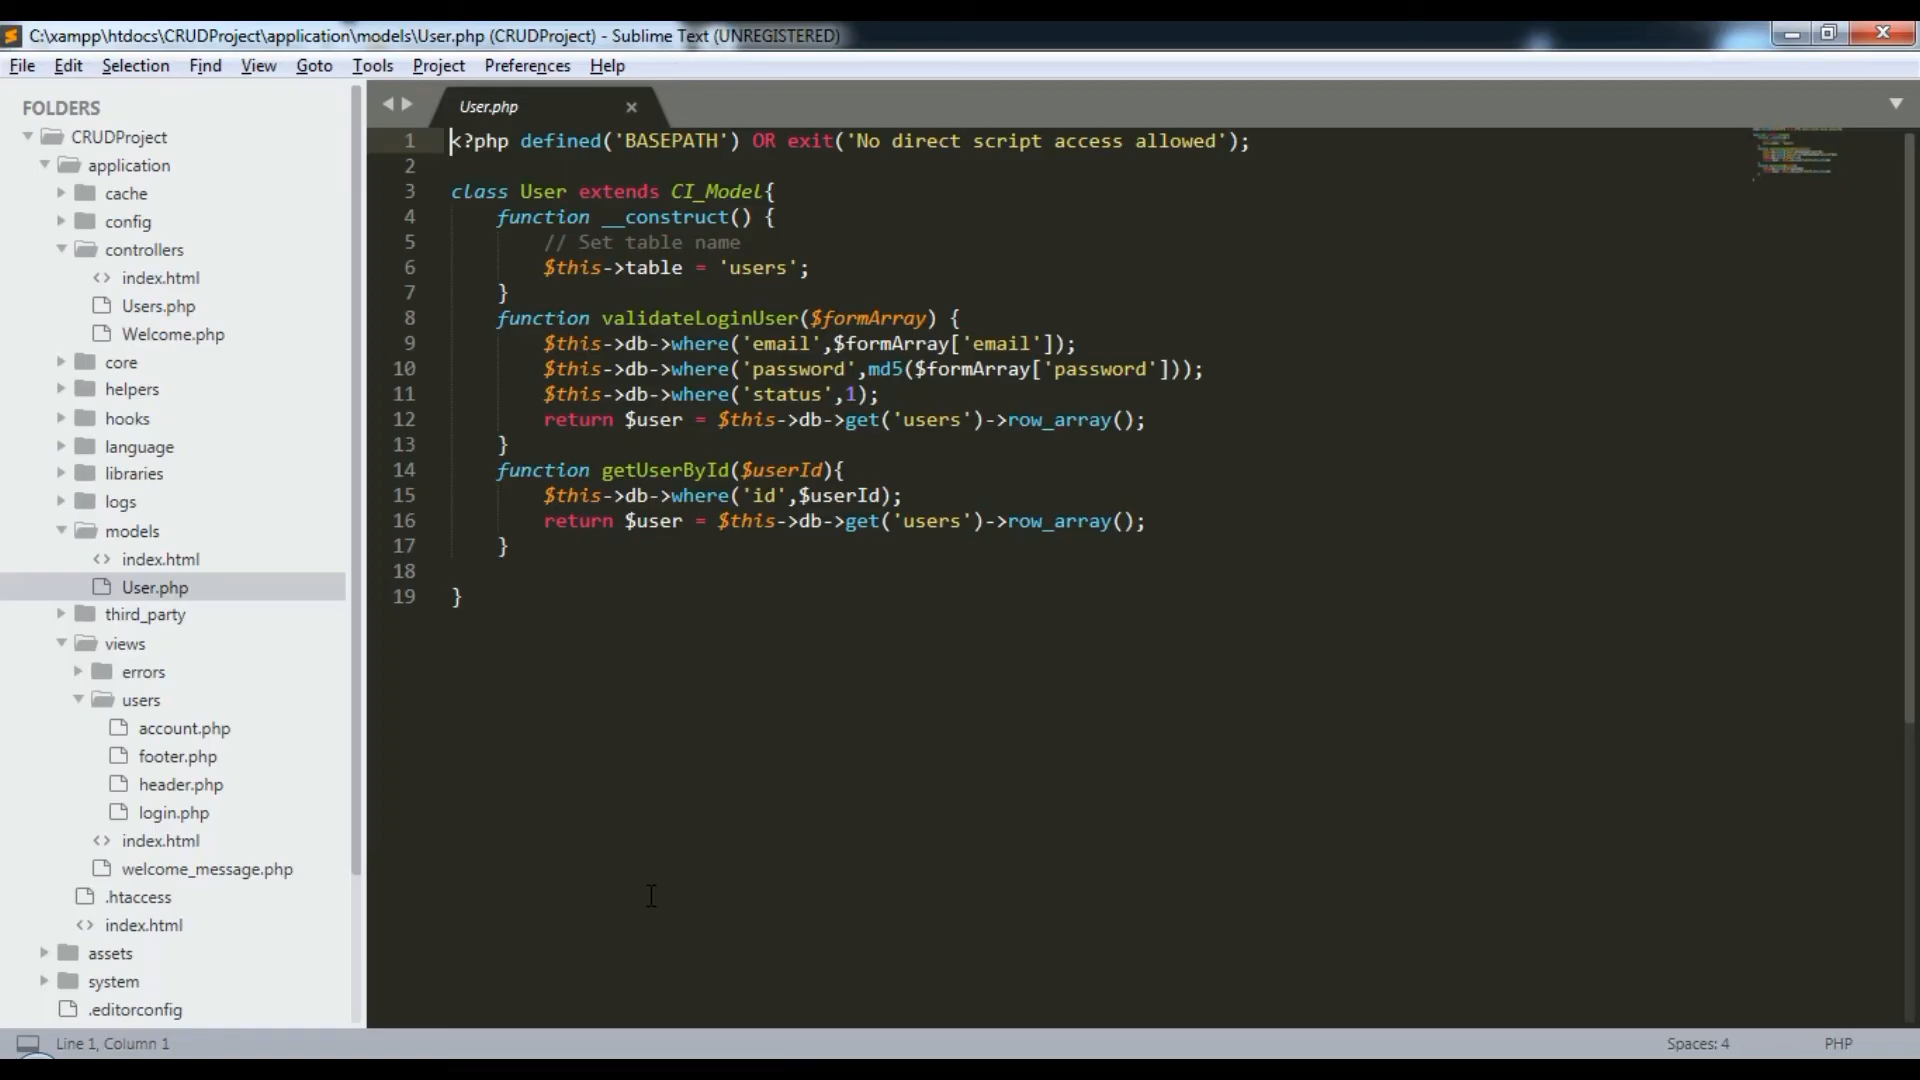 C:\xampp\htdocs\CRUDProject\application\models\User.php (CRUDProject) - Sublime Text (UNREGISTERED)
File Edit Selection Find View Goto Tools Project Preferences Help
FOLDERS
CRUDProject
application
cache
config
controllers
index.html
Users.php
Welcome.php
core
helpers
hooks
language
libraries
logs
models
index.html
User.php
third_party
views
errors
users
account.php
footer.php
header.php
login.php
index.html
welcome_message.php
.htaccess
index.html
assets
system
.editorconfig
User.php
1 <?php defined('BASEPATH') OR exit('No direct script access allowed');
2
3 class User extends CI_Model{
4 function __construct() {
5 // Set table name
6 $this->table = 'users';
7 }
8 function validateLoginUser($formArray) {
9 $this->db->where('email',$formArray['email']);
10 $this->db->where('password',md5($formArray['password']));
11 $this->db->where('status',1);
12 return $user = $this->db->get('users')->row_array();
13 }
14 function getUserById($userId){
15 $this->db->where('id',$userId);
16 return $user = $this->db->get('users')->row_array();
17 }
18
19 }
Line 1, Column 1
Spaces: 4
PHP